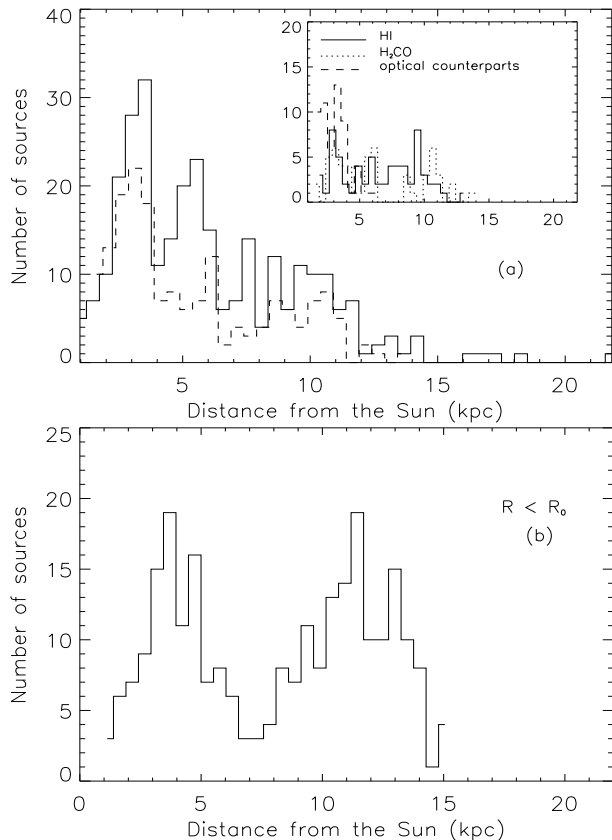 40
30
20
10
0
Number of sources
20
15
10
5
0
HI
H₂CO
optical counterparts
5 10 15 20
(a)
5 10 15 20
Distance from the Sun (kpc)
25
20
15
10
5
0
Number of sources
R < R₀
(b)
0 5 10 15 20
Distance from the Sun (kpc)